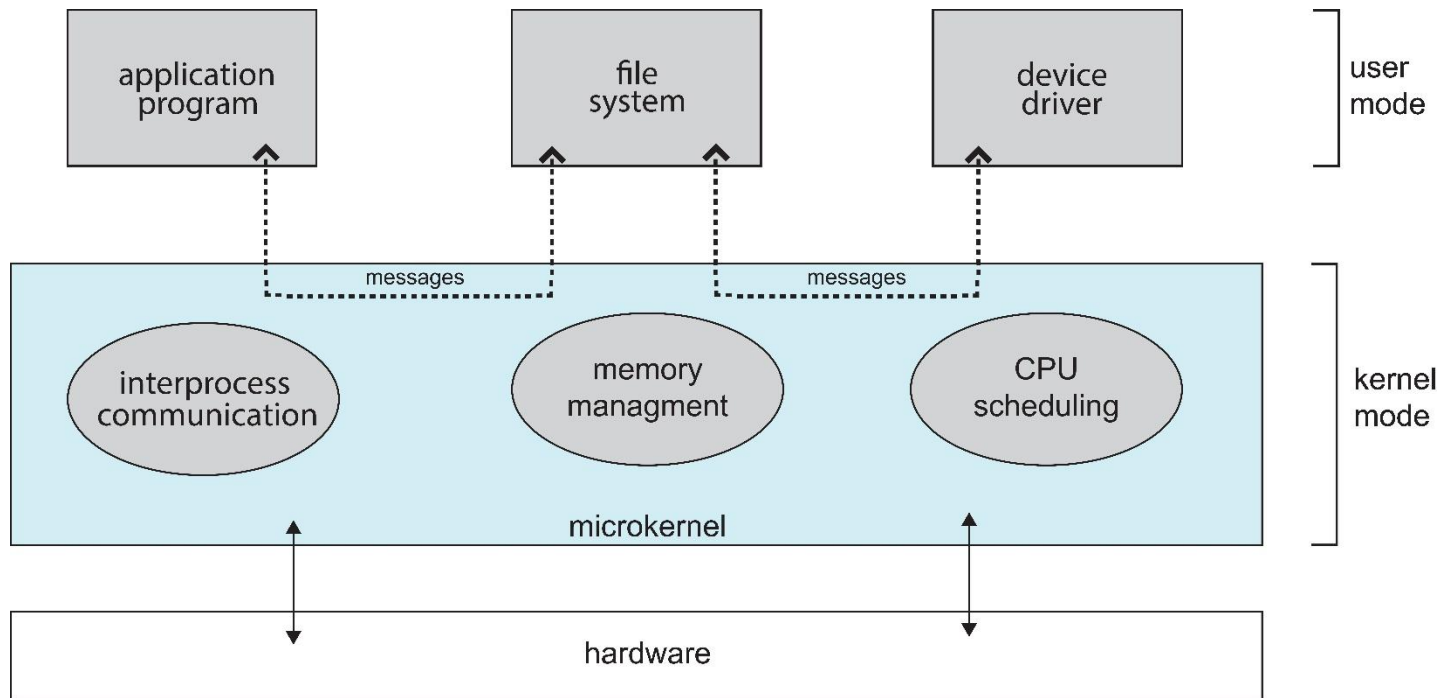 application
program
file
system
device
driver
user
mode
messages
messages
interprocess
communication
memory
managment
CPU
scheduling
kernel
mode
microkernel
hardware